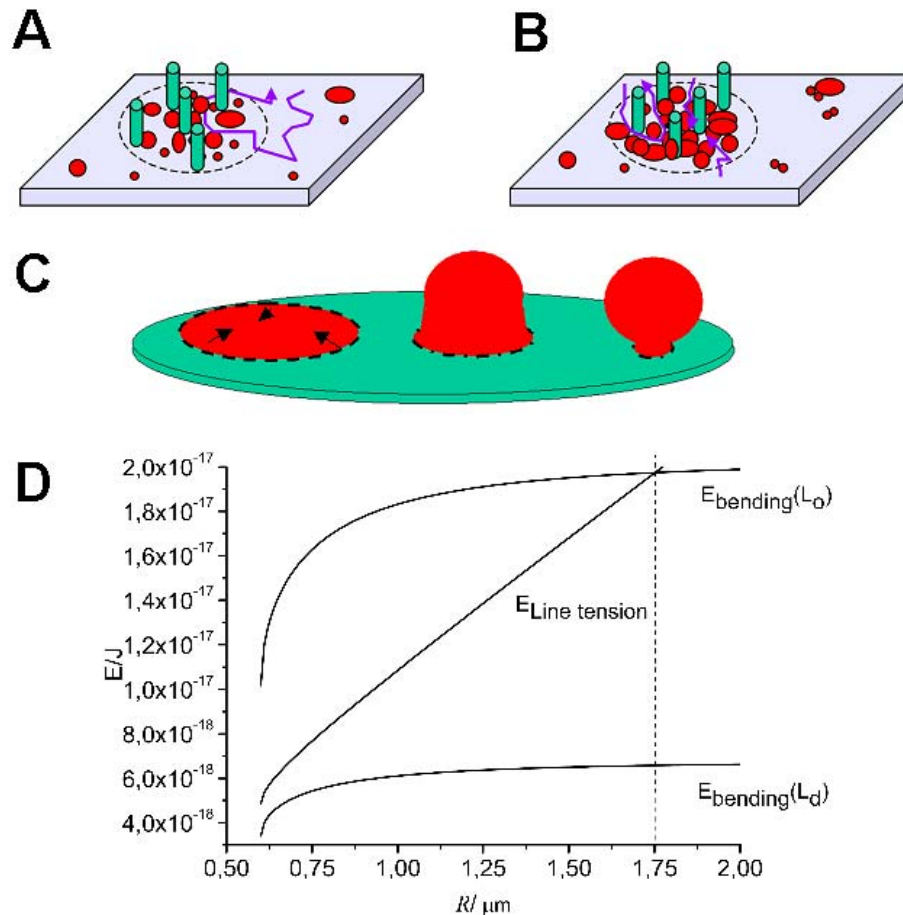 A
B
C
D
2,0x10-17
1,8x10-17
1,6x10-17
1,4x10-17
1,2x10-17
1,0x10-17
8,0x10-18
6,0x10-18
4,0x10-18
E/J
Ebending(Lo)
ELine tension
Ebending(Ld)
0,50 0,75 1,00 1,25 1,50 1,75 2,00
R/ μm